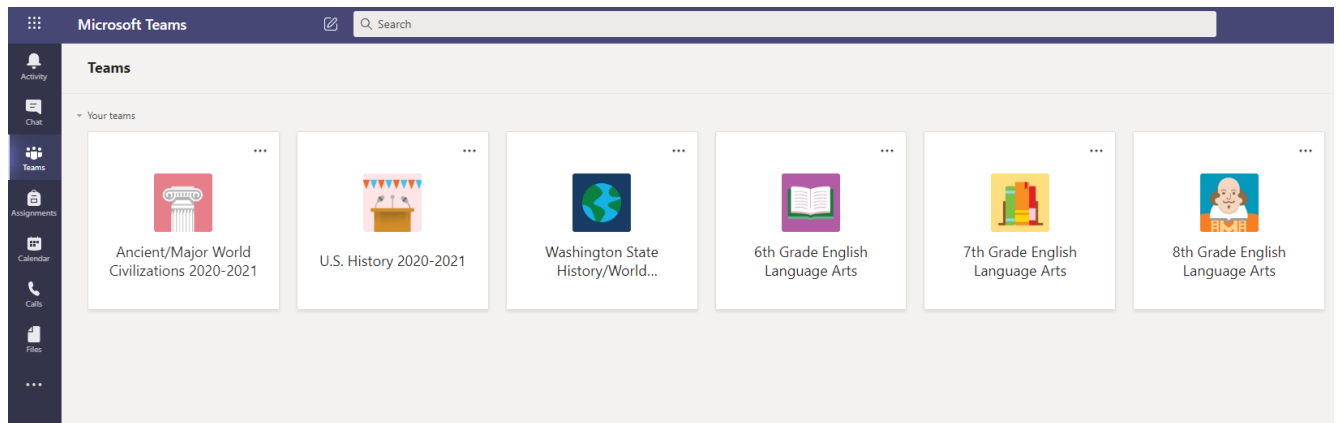 Microsoft Teams
Search
Activity
Chat
Teams
Assignments
Calendar
Calls
Files
Teams
Your teams
Ancient/Major World
Civilizations 2020-2021
U.S. History 2020-2021
Washington State
History/World...
6th Grade English
Language Arts
7th Grade English
Language Arts
8th Grade English
Language Arts